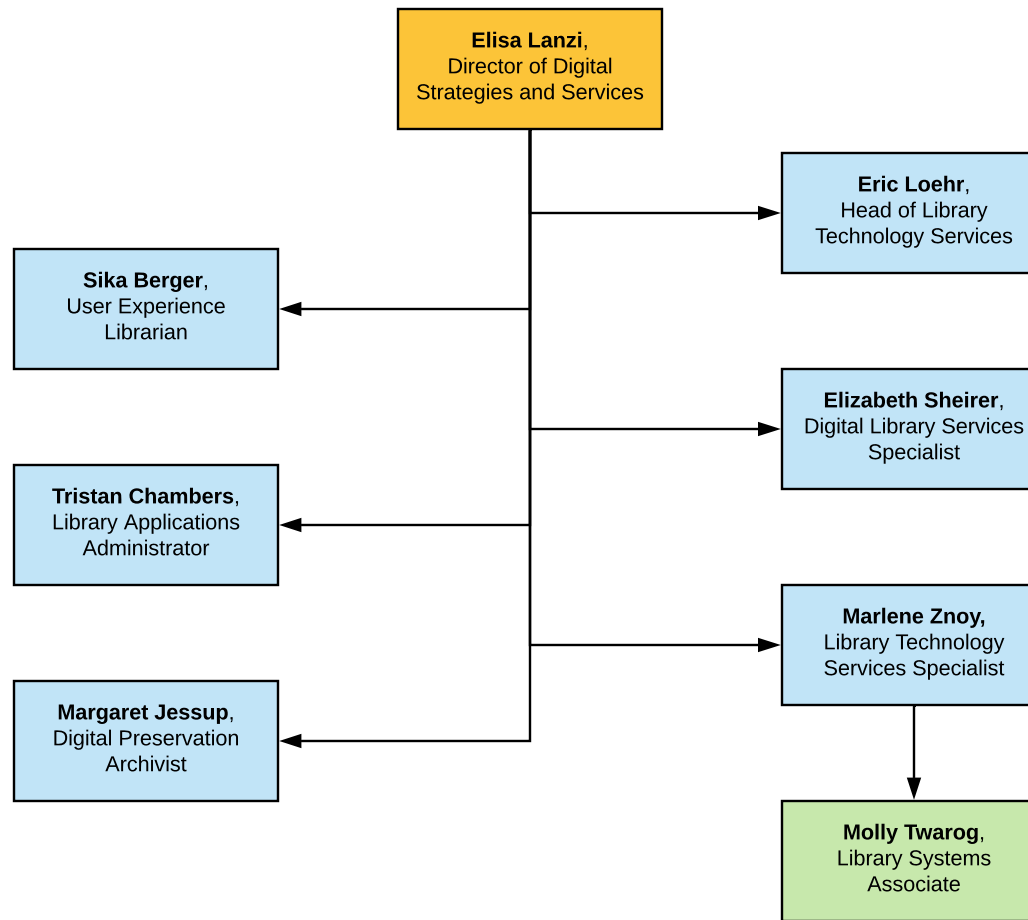 Elisa Lanzi,
Director of Digital
Strategies and Services
Eric Loehr,
Head of Library
Technology Services
Sika Berger,
User Experience
Librarian
Elizabeth Sheirer,
Digital Library Services
Specialist
Tristan Chambers,
Library Applications
Administrator
Marlene Znoy,
Library Technology
Services Specialist
Margaret Jessup,
Digital Preservation
Archivist
Molly Twarog,
Library Systems
Associate